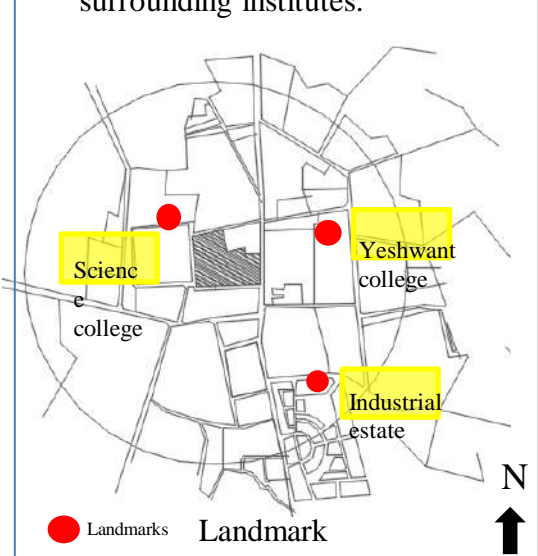 surrounding institutes.
Yeshwant
college
Scienc
e
college
Industrial
estate
N
Landmarks
Landmark